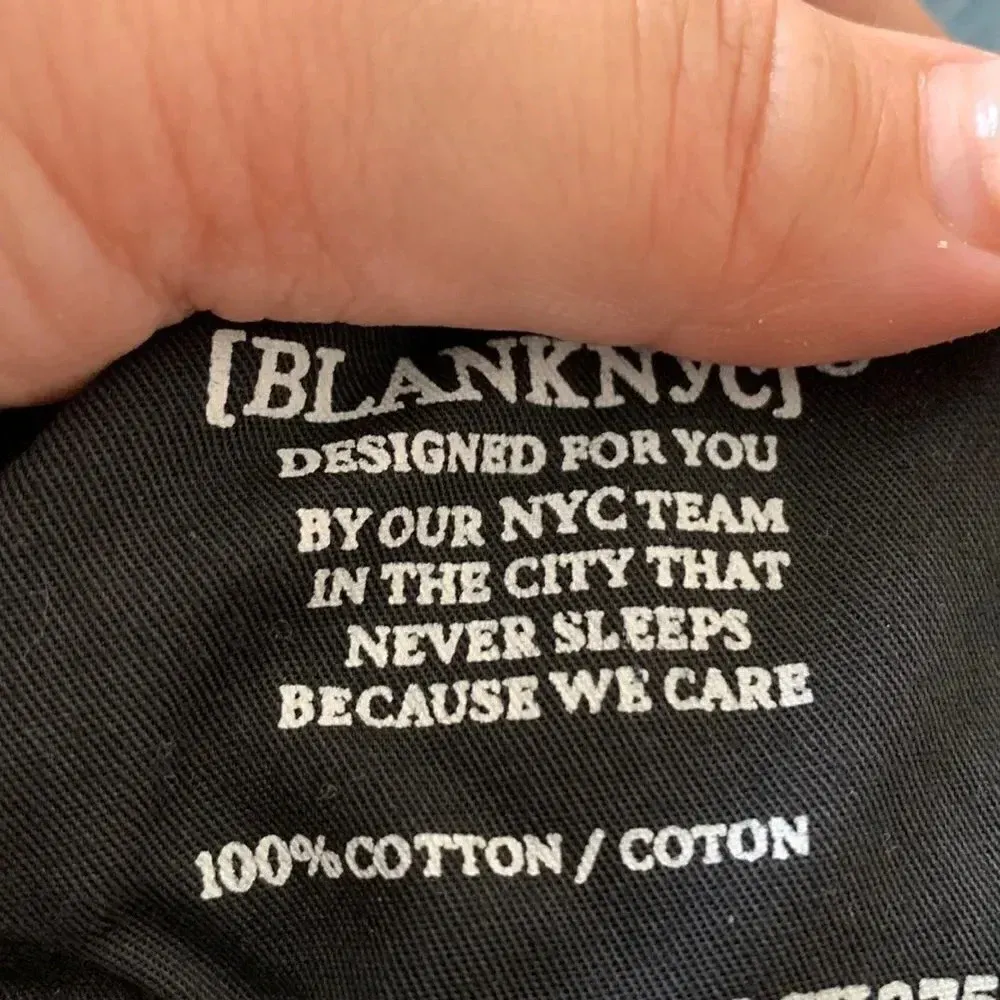 [BLANKNYC]®
DESIGNED FOR YOU
BY OUR NYC TEAM
IN THE CITY THAT
NEVER SLEEPS
BECAUSE WE CARE
100% COTTON / COTON